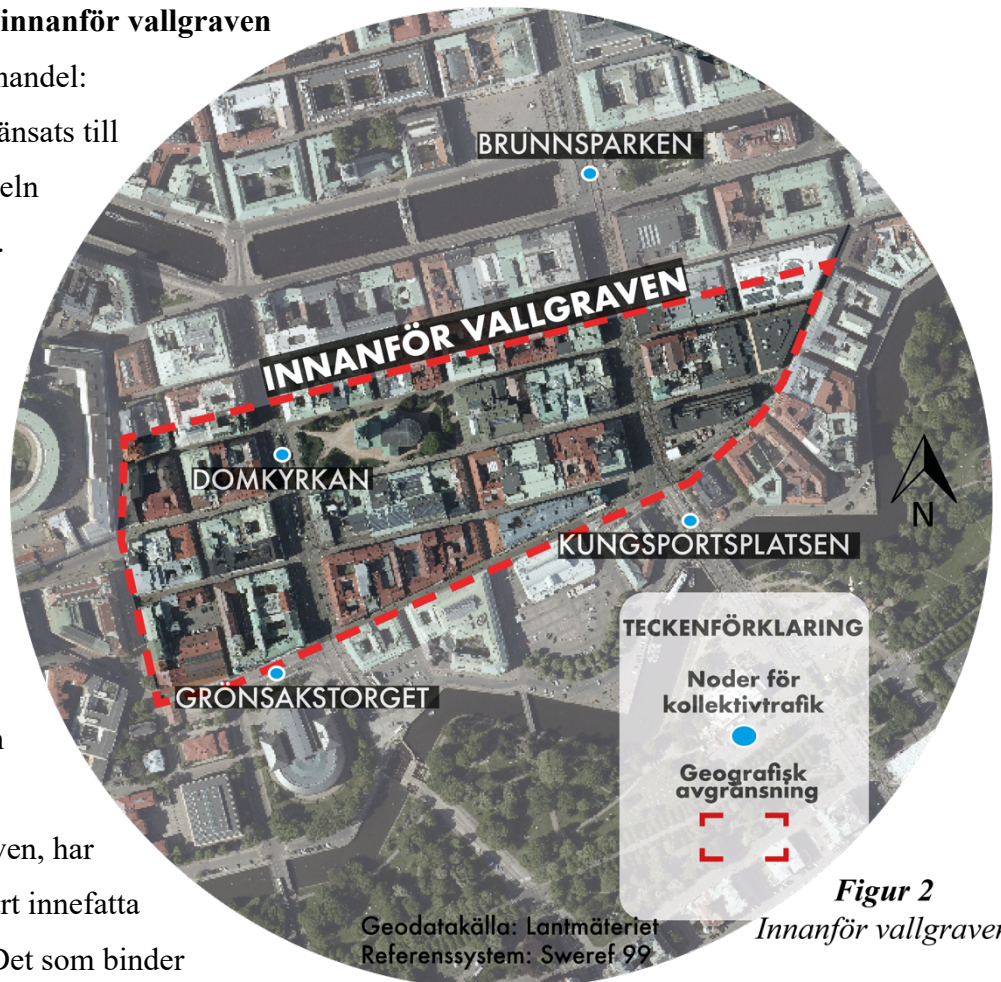 innanför vallgraven
handel:
änsats till
eln
.
BRUNNSPARKEN
INNANFÖR VALLGRAVEN
DOMKYRKAN
KUNGSPORTSPLATSEN
GRÖNSAKSTORGET
N
TECKENFÖRKLARING
Noder för
kollektivtrafik
Geografisk
avgränsning
ven, har
rt innefatta
Det som binder
Geodatakälla: Lantmäteriet
Referenssystem: Sweref 99
Figur 2
Innanför vallgraven